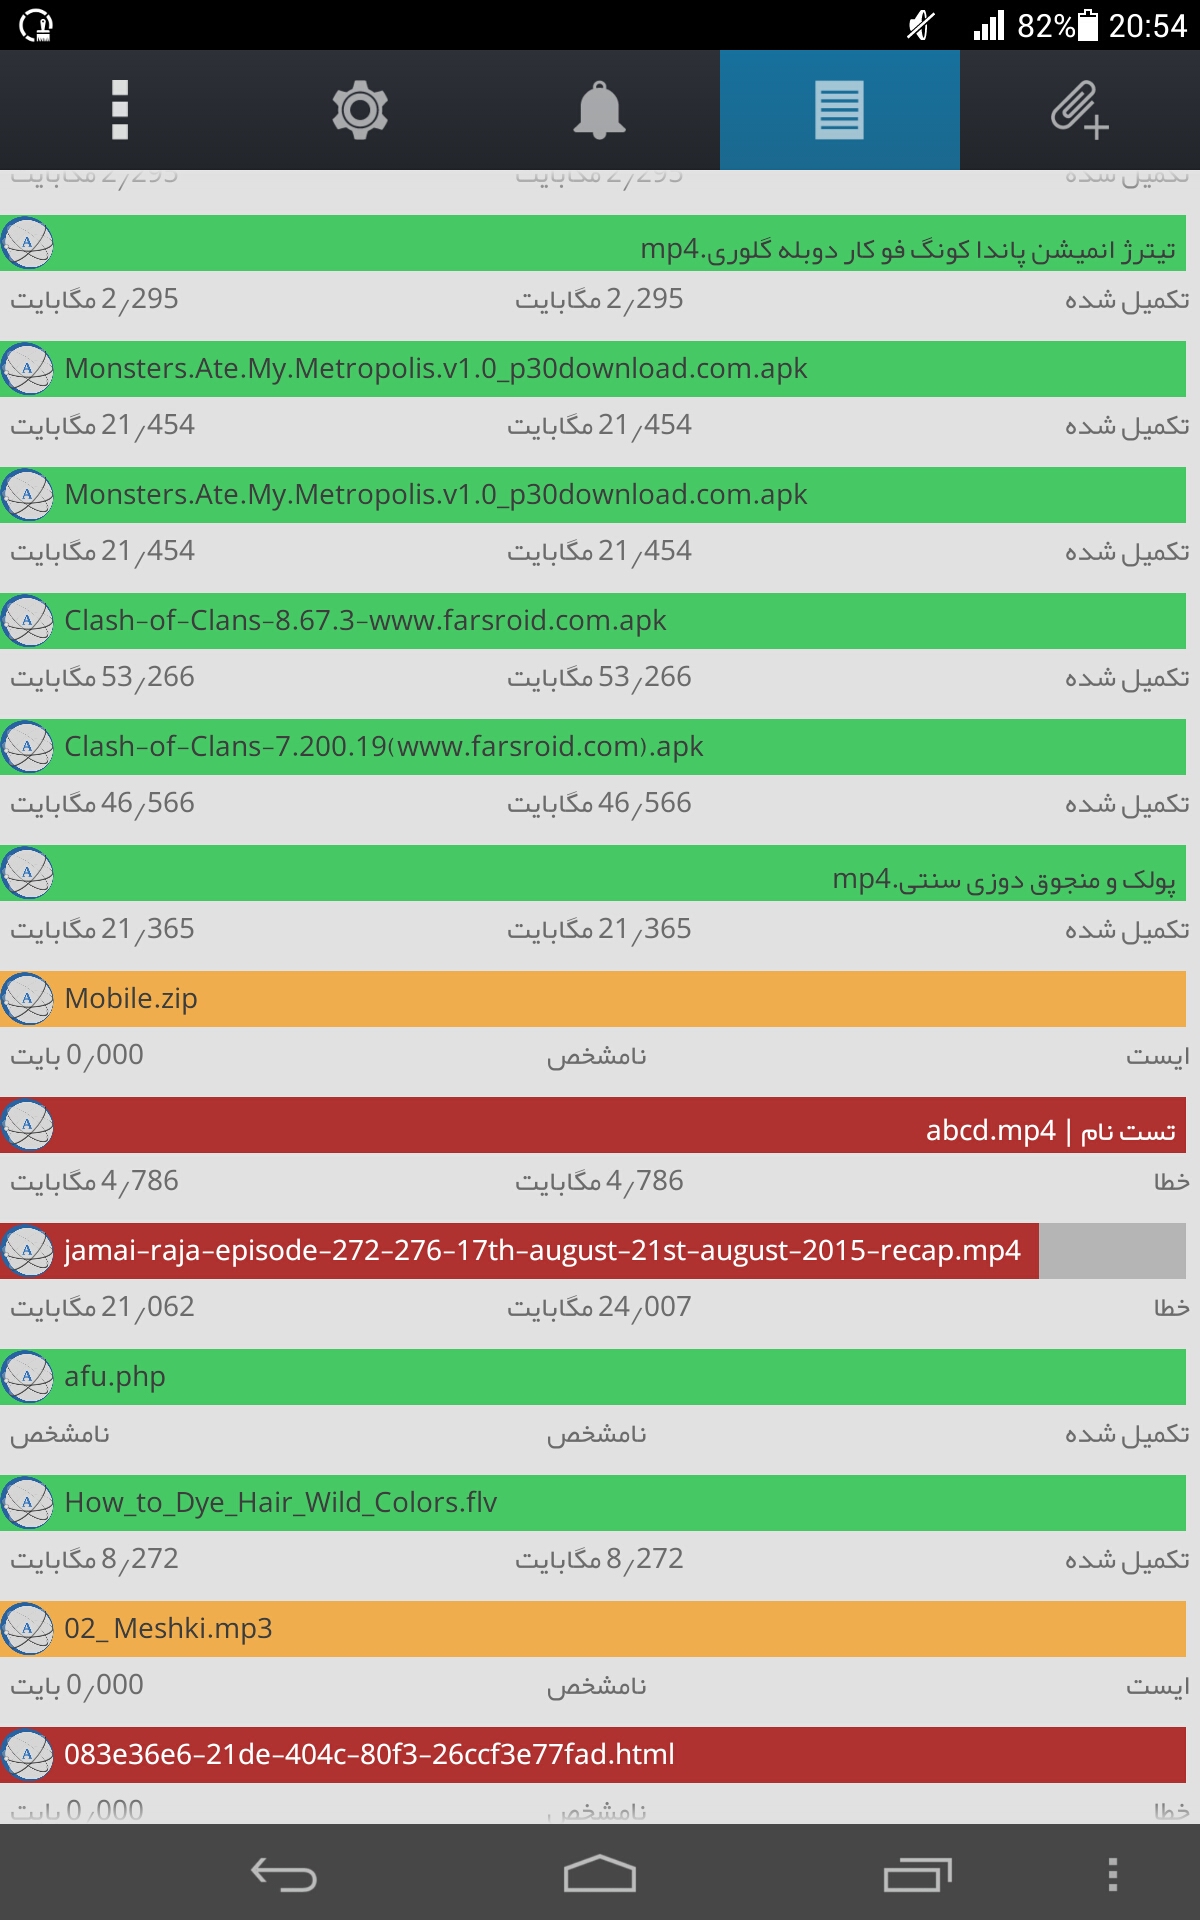 82% 20:54
تکمیل شده 2٫295 مگابایت 2٫295 مگابایت
تیترژ انمیشن پاندا کونگ فو کار دوبله گلوری.mp4
تکمیل شده 2٫295 مگابایت 2٫295 مگابایت
Monsters.Ate.My.Metropolis.v1.0_p30download.com.apk
تکمیل شده 21٫454 مگابایت 21٫454 مگابایت
Monsters.Ate.My.Metropolis.v1.0_p30download.com.apk
تکمیل شده 21٫454 مگابایت 21٫454 مگابایت
Clash-of-Clans-8.67.3-www.farsroid.com.apk
تکمیل شده 53٫266 مگابایت 53٫266 مگابایت
Clash-of-Clans-7.200.19(www.farsroid.com).apk
تکمیل شده 46٫566 مگابایت 46٫566 مگابایت
پولک و منجوق دوزی سنتی.mp4
تکمیل شده 21٫365 مگابایت 21٫365 مگابایت
Mobile.zip
ایست نامشخص 0٫000 بایت
تست نام | abcd.mp4
خطا 4٫786 مگابایت 4٫786 مگابایت
jamai-raja-episode-272-276-17th-august-21st-august-2015-recap.mp4
خطا 24٫007 مگابایت 21٫062 مگابایت
afu.php
تکمیل شده نامشخص نامشخص
How_to_Dye_Hair_Wild_Colors.flv
تکمیل شده 8٫272 مگابایت 8٫272 مگابایت
02_ Meshki.mp3
ایست نامشخص 0٫000 بایت
083e36e6-21de-404c-80f3-26ccf3e77fad.html
خطا نامشخص 0٫000 بایت